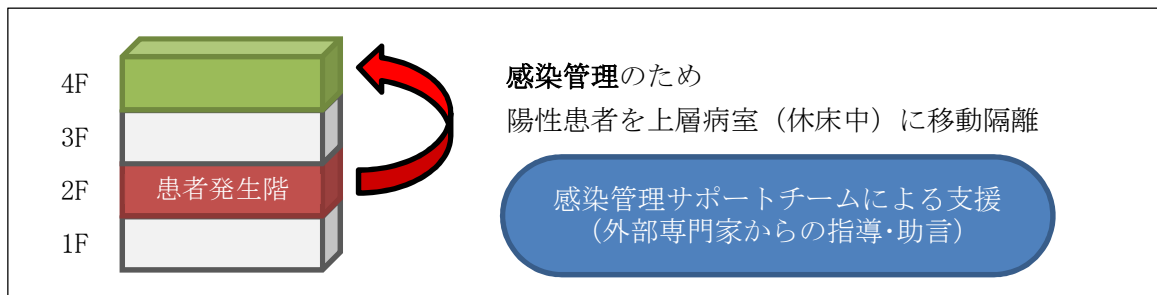 4F
3F
2F
1F
患者発生階
感染管理のため
陽性患者を上層病室（休床中）に移動隔離
感染管理サポートチームによる支援
（外部専門家からの指導･助言）